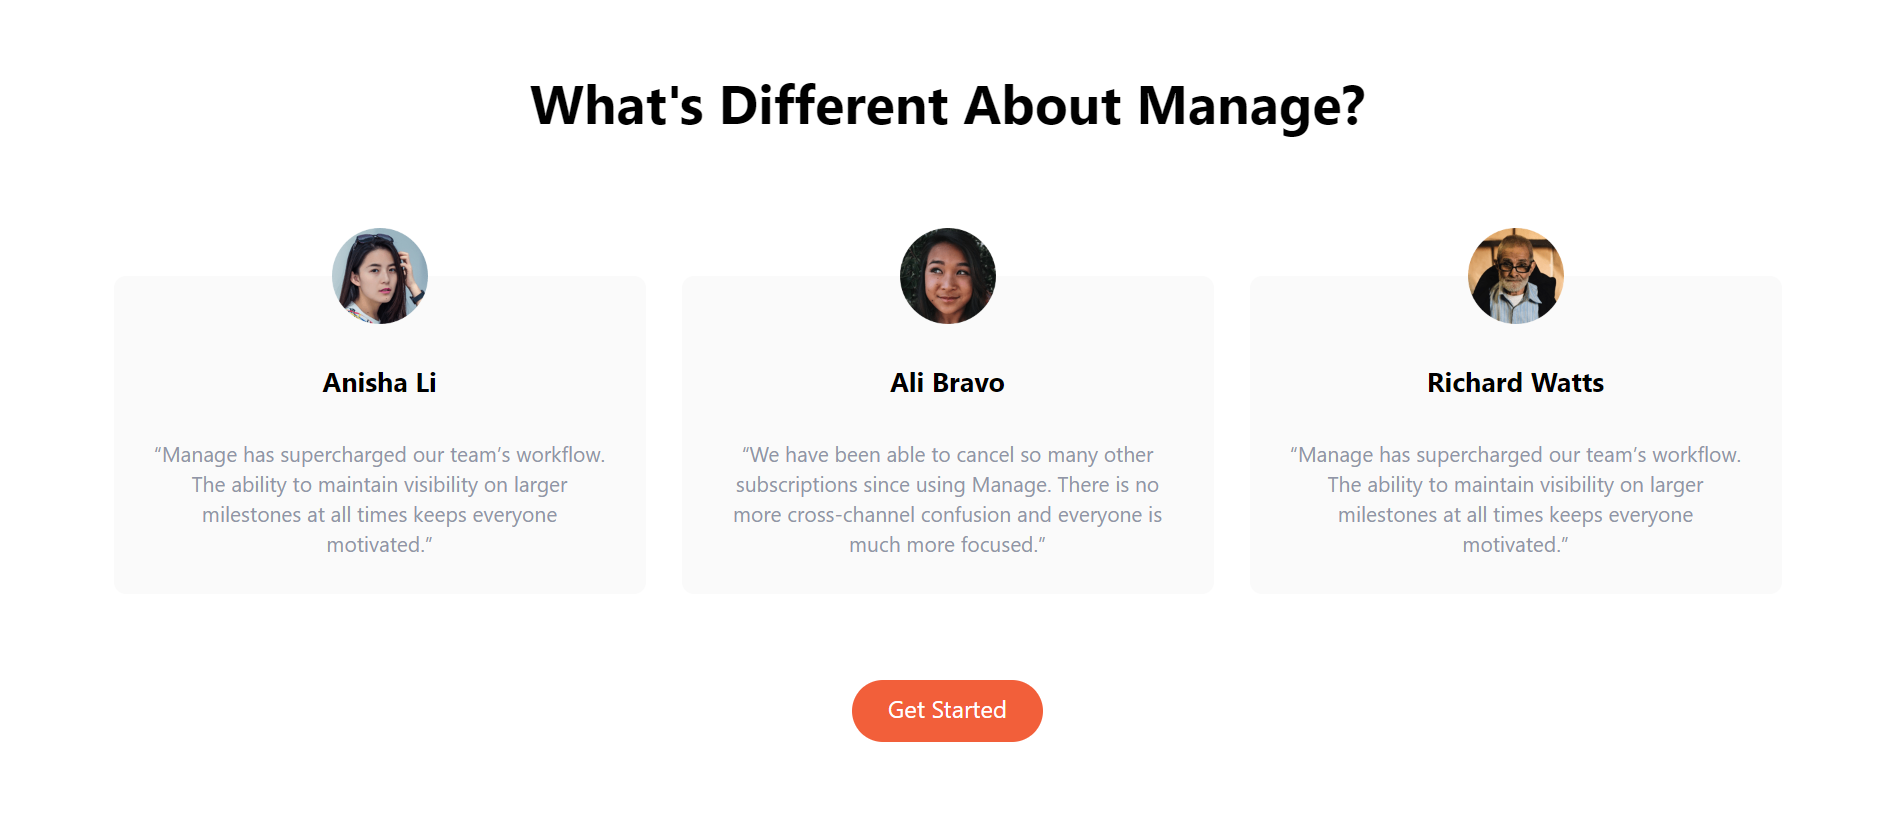 What's Different About Manage?
Anisha Li
“Manage has supercharged our team’s workflow.
The ability to maintain visibility on larger
milestones at all times keeps everyone
motivated.”
Ali Bravo
“We have been able to cancel so many other
subscriptions since using Manage. There is no
more cross-channel confusion and everyone is
much more focused.”
Richard Watts
“Manage has supercharged our team’s workflow.
The ability to maintain visibility on larger
milestones at all times keeps everyone
motivated.”
Get Started